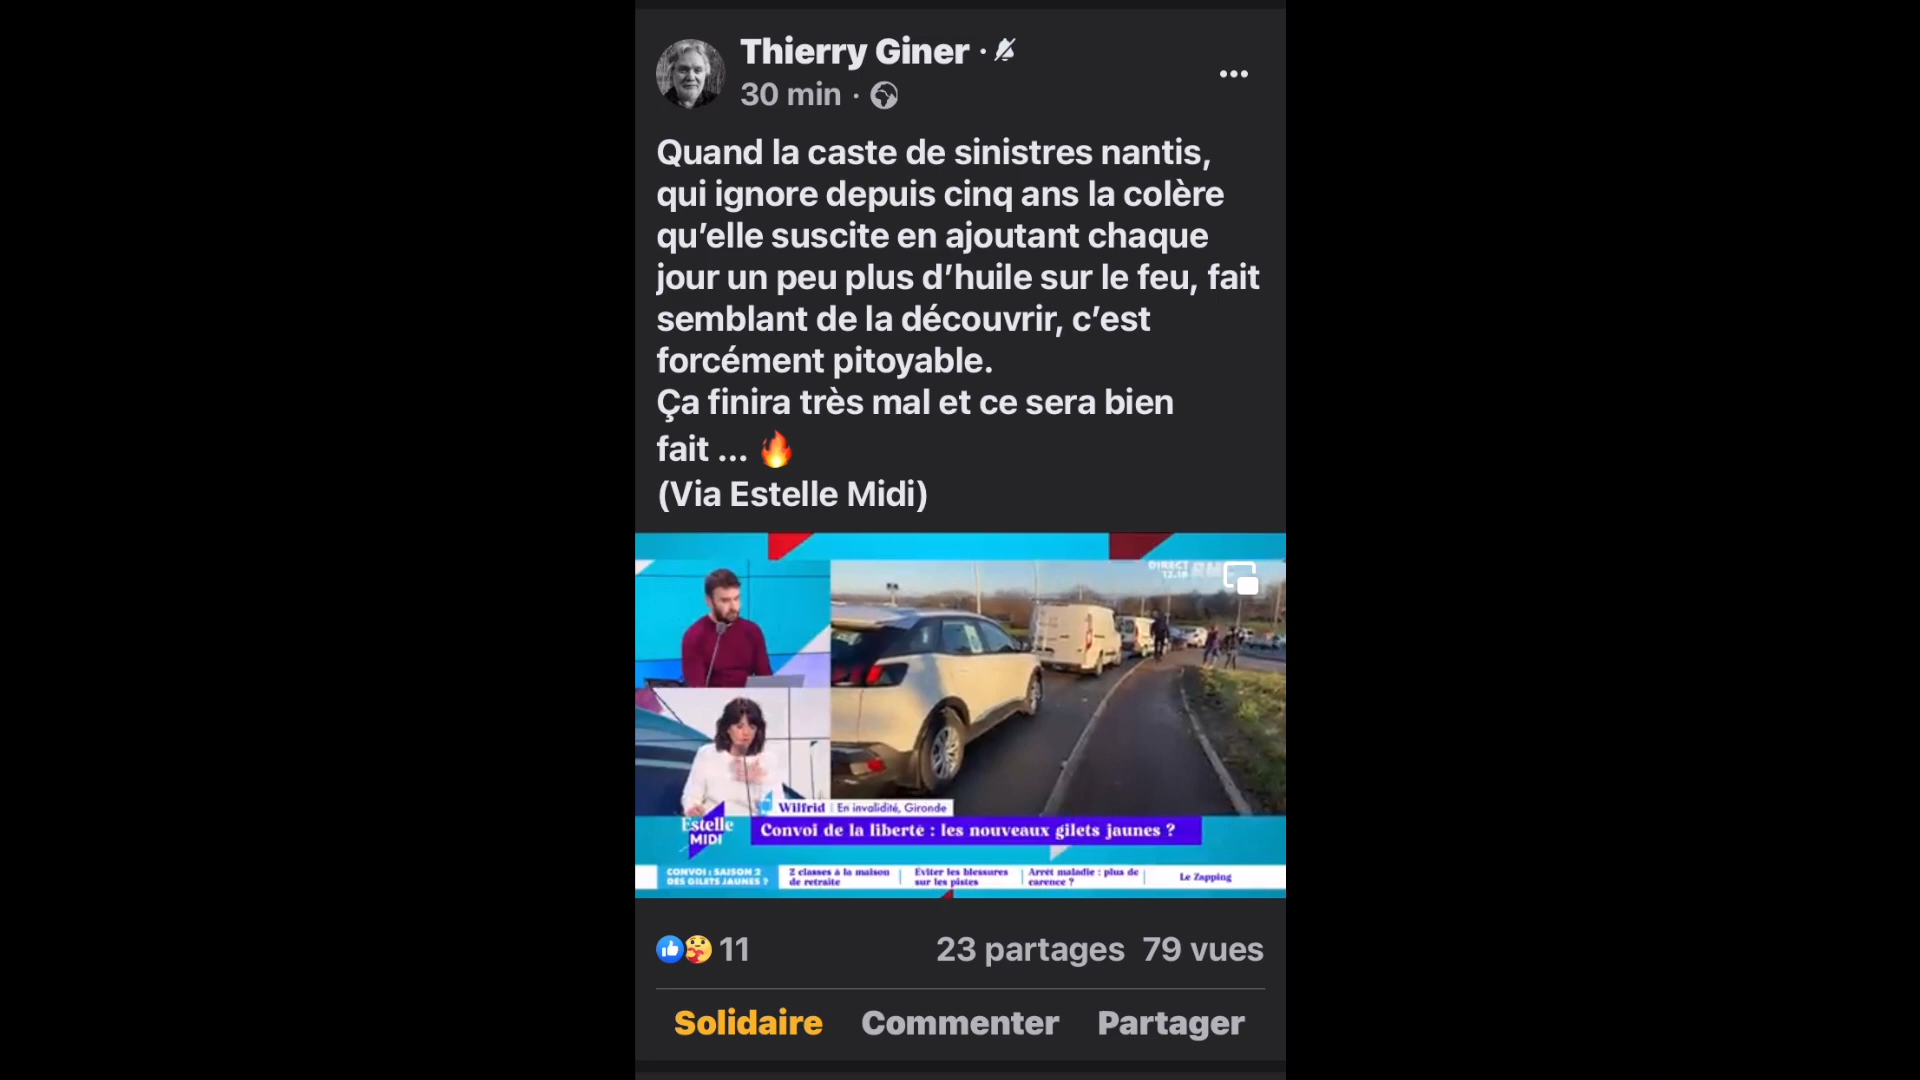 Thierry Giner ·
30 min ·
Quand la caste de sinistres nantis,
qui ignore depuis cinq ans la colère
qu’elle suscite en ajoutant chaque
jour un peu plus d’huile sur le feu, fait
semblant de la découvrir, c’est
forcément pitoyable.
Ça finira très mal et ce sera bien
fait ... 🔥
(Via Estelle Midi)
DIRECT
12.18
Wilfrid | En invalidité, Gironde
Estelle
MIDI
Convoi de la liberté : les nouveaux gilets jaunes ?
CONVOI : SAISON 2
DES GILETS JAUNES ?
2 classes à la maison
de retraite
Éviter les blessures
sur les pistes
Arrêt maladie : plus de
carence ?
Le Zapping
11
23 partages 79 vues
Solidaire Commenter Partager